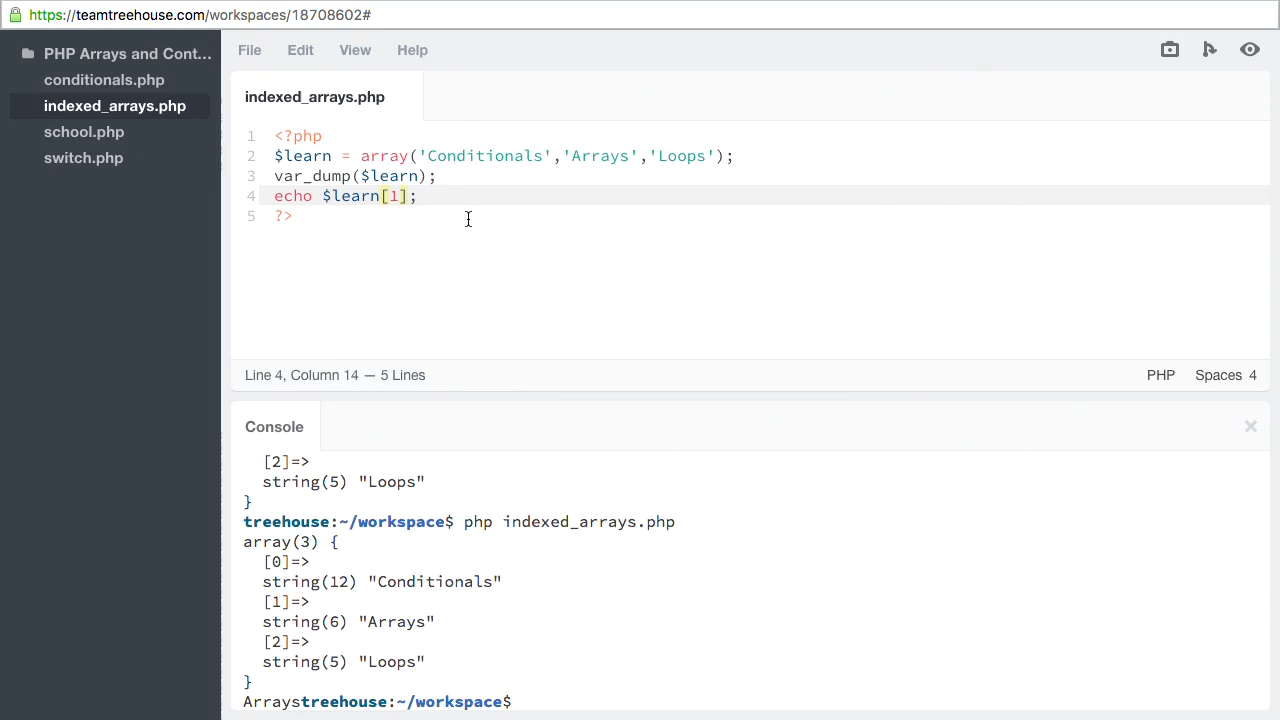 https://teamtreehouse.com/workspaces/18708602#
PHP Arrays and Cont...
conditionals.php
indexed_arrays.php
school.php
switch.php
File Edit View Help
indexed_arrays.php
1 <?php
2 $learn = array('Conditionals','Arrays','Loops');
3 var_dump($learn);
4 echo $learn[1];
5 ?>
Line 4, Column 14 — 5 Lines
PHP Spaces 4
Console
[2]=>
string(5) "Loops"
}
treehouse:~/workspace$ php indexed_arrays.php
array(3) {
[0]=>
string(12) "Conditionals"
[1]=>
string(6) "Arrays"
[2]=>
string(5) "Loops"
}
Arraystreehouse:~/workspace$